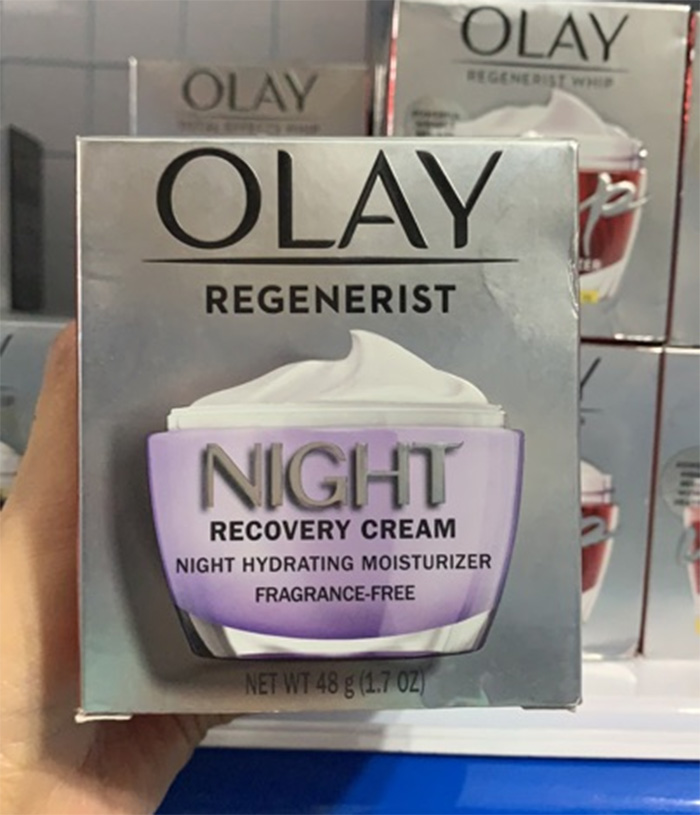 OLAY
REGENERIST WHIP
OLAY
OLAY
REGENERIST
NIGHT
RECOVERY CREAM
NIGHT HYDRATING MOISTURIZER
FRAGRANCE-FREE
NET WT 48 g (1.7 OZ)